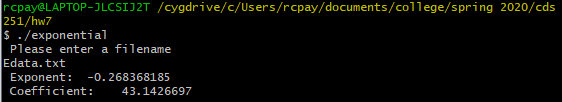 rcpay@LAPTOP-JLCSIJ2T /cygdrive/c/Users/rcpay/documents/college/spring 2020/cds
251/hw7
$ ./exponential
Please enter a filename
Edata.txt
Exponent: -0.268368185
Coefficient: 43.1426697